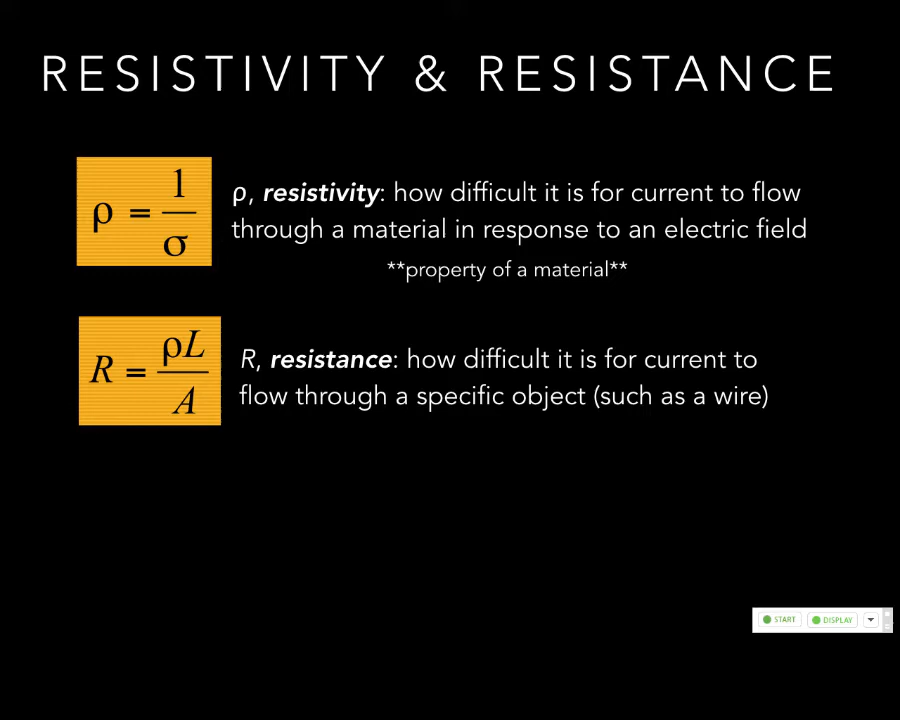 RESISTIVITY & RESISTANCE
ρ = 1/σ
ρ, resistivity: how difficult it is for current to flow
through a material in response to an electric field
**property of a material**
R = ρL/A
R, resistance: how difficult it is for current to
flow through a specific object (such as a wire)
START DISPLAY